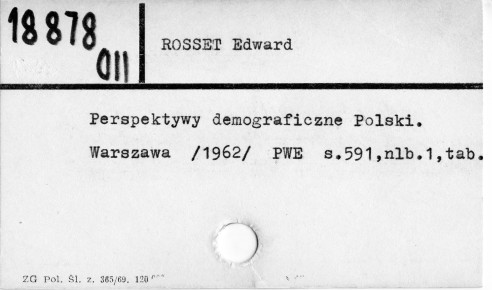 18878
011
ROSSET Edward
Perspektywy demograficzne Polski.
Warszawa /1962/ PWE s.591,nlb.1,tab.
ZG Pol. Śl. z. 365/69, 120